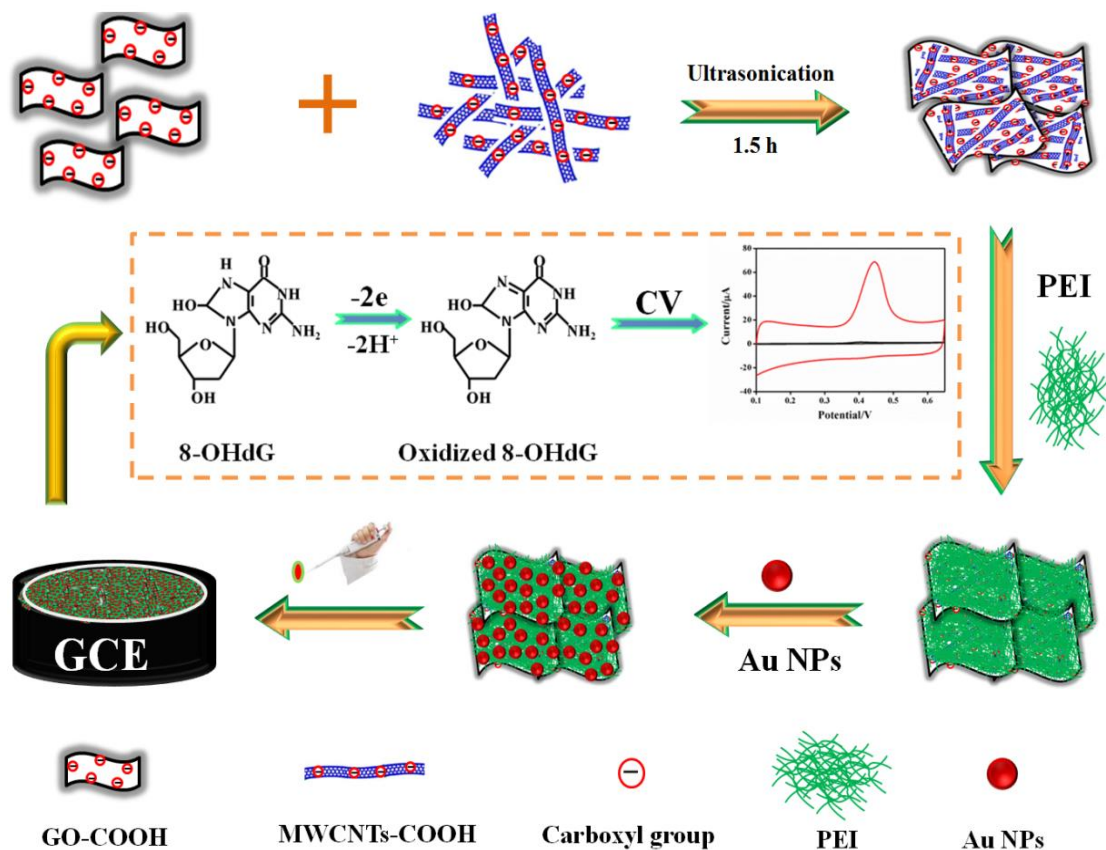 Ultrasonication
1.5 h
PEI
H
N
O
NH
HO
N
N
NH₂
HO
O
OH
8-OHdG
-2e
-2H⁺
N
O
NH
HO
N
N
NH₂
HO
O
OH
Oxidized 8-OHdG
CV
Current/μA
80
60
40
20
0
-20
-40
0.1 0.2 0.3 0.4 0.5 0.6
Potential/V
GCE
Au NPs
GO-COOH
MWCNTs-COOH
Carboxyl group
PEI
Au NPs